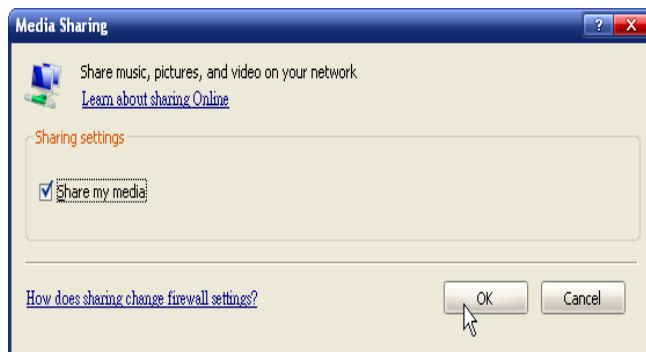 Media Sharing
Share music, pictures, and video on your network
Learn about sharing Online
Sharing settings
Share my media
How does sharing change firewall settings?
OK
Cancel